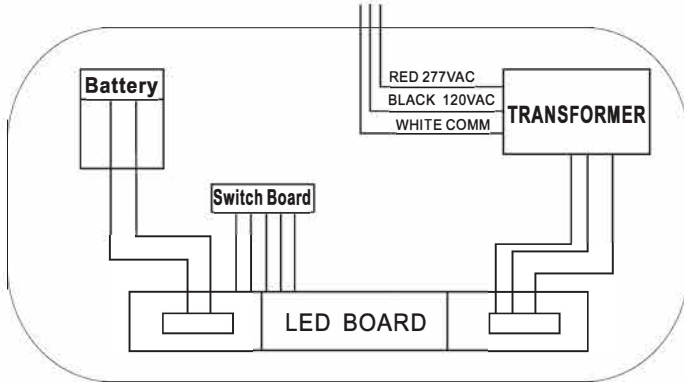 RED 277VAC
Battery
BLACK 120VAC
TRANSFORMER
WHITE COMM
Switch Board
LED BOARD